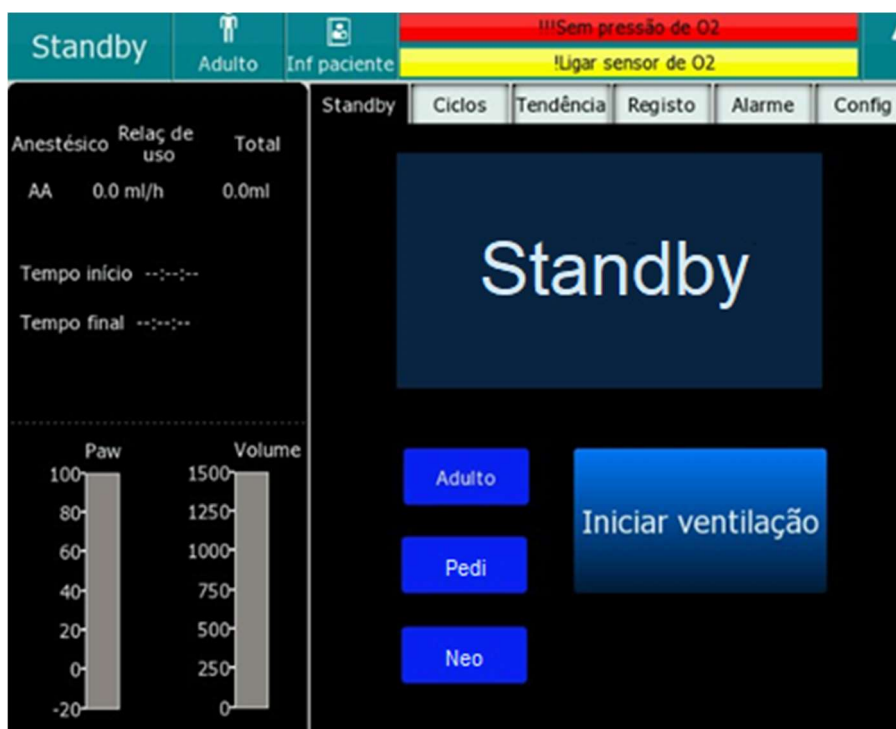 Standby
Adulto
Inf paciente
!!!Sem pressão de O2
!Ligar sensor de O2
Standby
Ciclos
Tendência
Registo
Alarme
Config
Anestésico
Relaç de
uso
Total
AA 0.0 ml/h 0.0ml
Tempo início --:--:--
Tempo final --:--:--
Standby
Paw
100
80
60
40
20
0
-20
Volume
1500
1250
1000
750
500
250
0
Adulto
Pedi
Neo
Iniciar ventilação